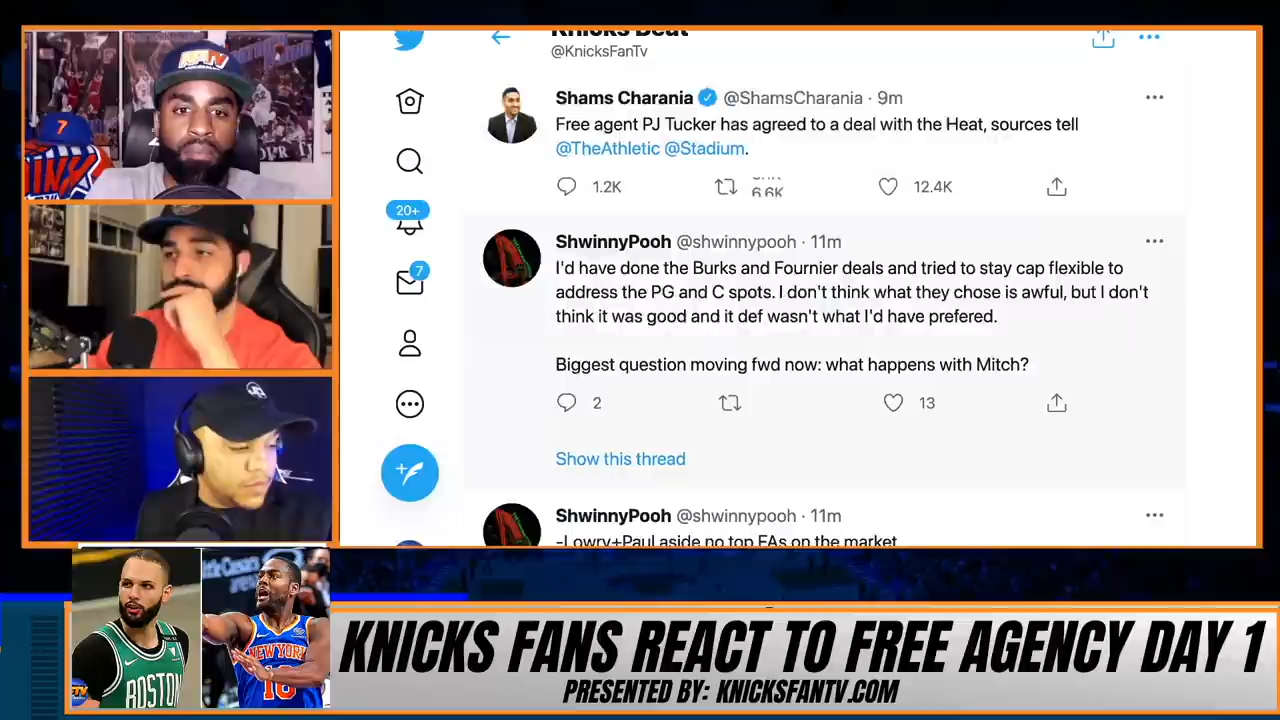 Knicks Beat
@KnicksFanTv
Shams Charania @ShamsCharania · 9m
Free agent PJ Tucker has agreed to a deal with the Heat, sources tell
@TheAthletic @Stadium.
1.2K 6.6K 12.4K
20+
7
ShwinnyPooh @shwinnypooh · 11m
I'd have done the Burks and Fournier deals and tried to stay cap flexible to
address the PG and C spots. I don't think what they chose is awful, but I don't
think it was good and it def wasn't what I'd have prefered.
Biggest question moving fwd now: what happens with Mitch?
2 13
Show this thread
ShwinnyPooh @shwinnypooh · 11m
-Lowry+Paul aside no top FAs on the market
FANTV
7
BOSTON
NEW YORK
18
KNICKS FANS REACT TO FREE AGENCY DAY 1
PRESENTED BY: KNICKSFANTV.COM